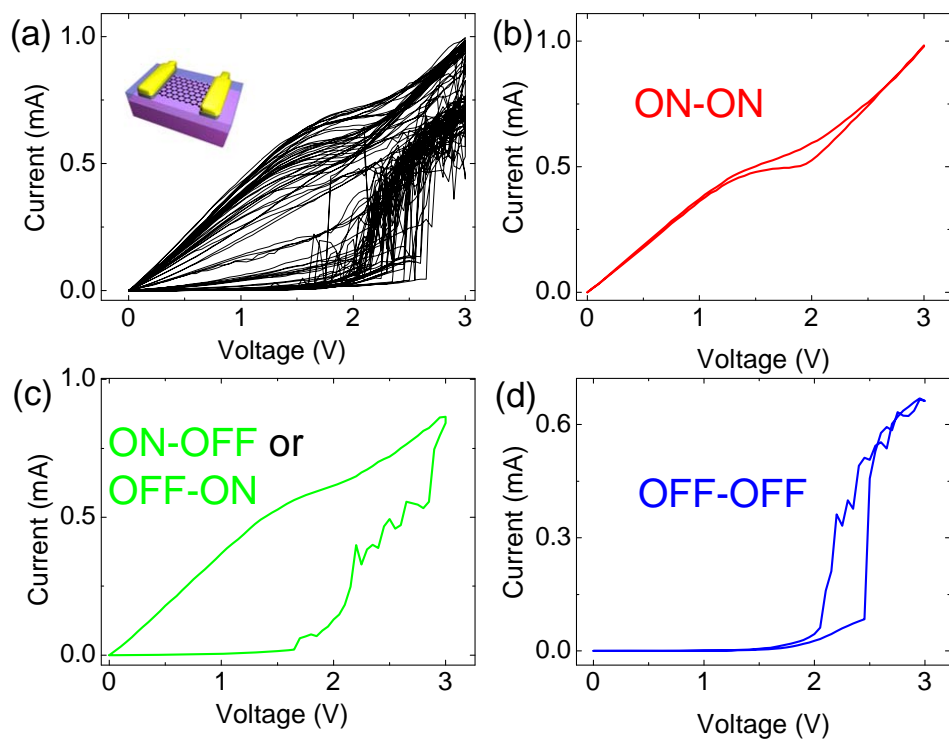 (a)
1.0
0.5
0.0
Current (mA)
0
1
2
3
Voltage (V)
(b)
1.0
0.5
0.0
Current (mA)
ON-ON
0
1
2
3
Voltage (V)
(c)
1.0
0.5
0.0
Current (mA)
ON-OFF or
OFF-ON
0
1
2
3
Voltage (V)
(d)
0.6
0.3
0.0
Current (mA)
OFF-OFF
0
1
2
3
Voltage (V)